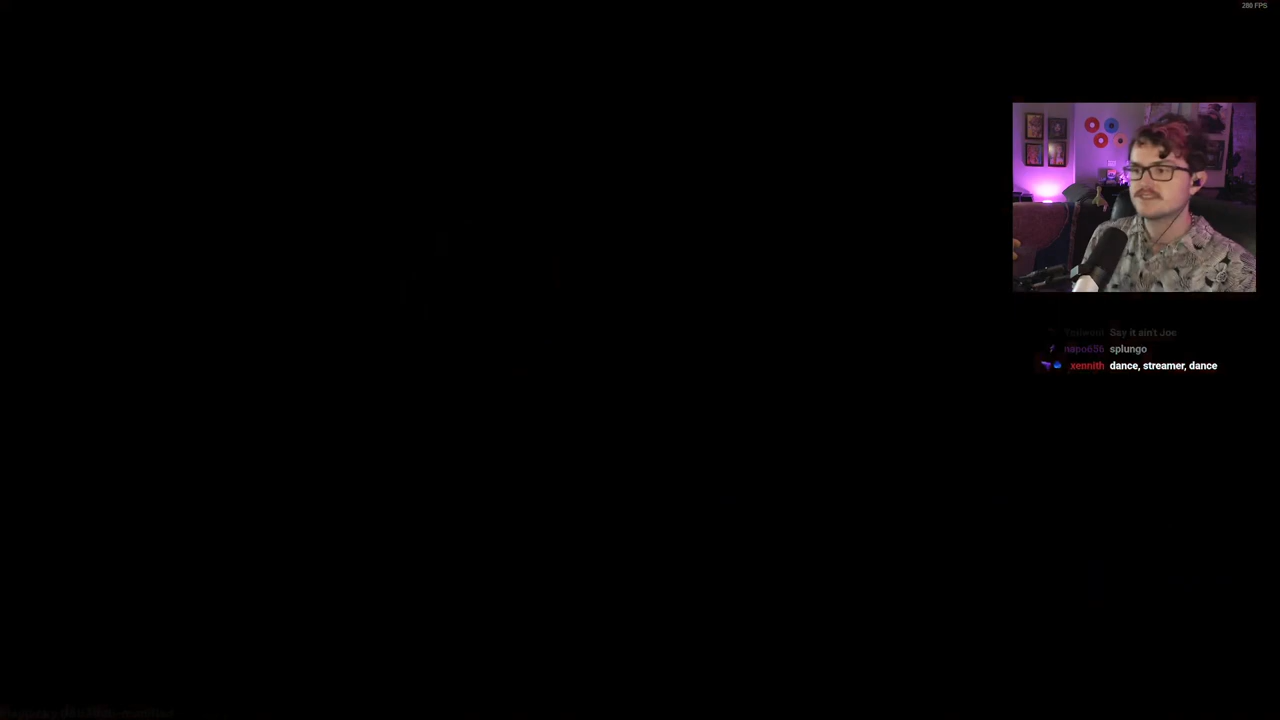 280 FPS
Say it ain't Joe
napo656 splungo
xennith dance, streamer, dance